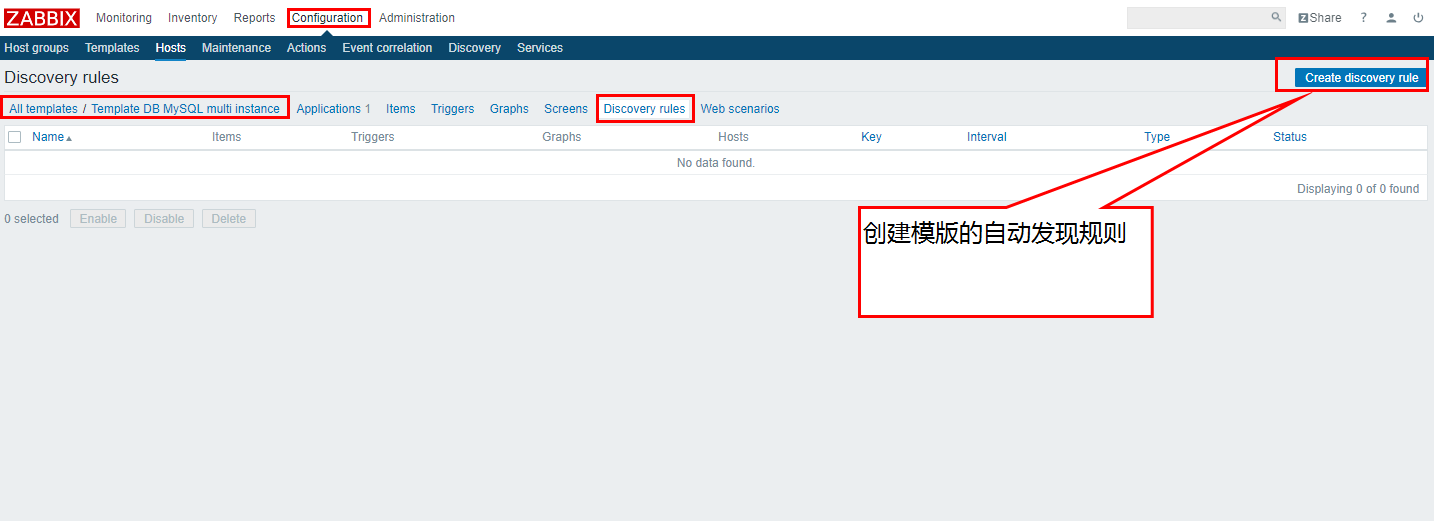 ZABBIX Monitoring Inventory Reports Configuration Administration Z Share ?
Host groups Templates Hosts Maintenance Actions Event correlation Discovery Services
Discovery rules Create discovery rule
All templates / Template DB MySQL multi instance Applications 1 Items Triggers Graphs Screens Discovery rules Web scenarios
Name▲ Items Triggers Graphs Hosts Key Interval Type Status
No data found.
Displaying 0 of 0 found
0 selected Enable Disable Delete
创建模版的自动发现规则